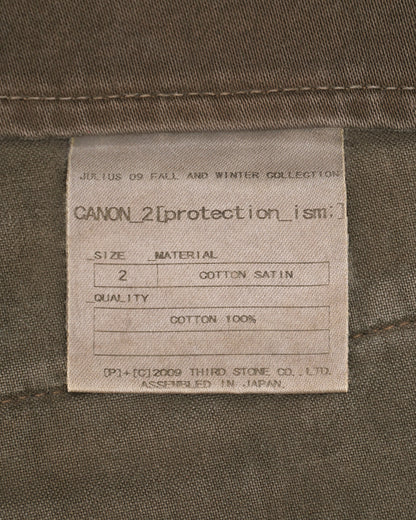 JULIUS 09 FALL AND WINTER COLLECTION
CANON_2[protection_ism;]
_SIZE _MATERIAL
2 COTTON SATIN
_QUALITY
COTTON 100%
[P]+[C]2009 THIRD STONE CO., LTD.
ASSEMBLED IN JAPAN.